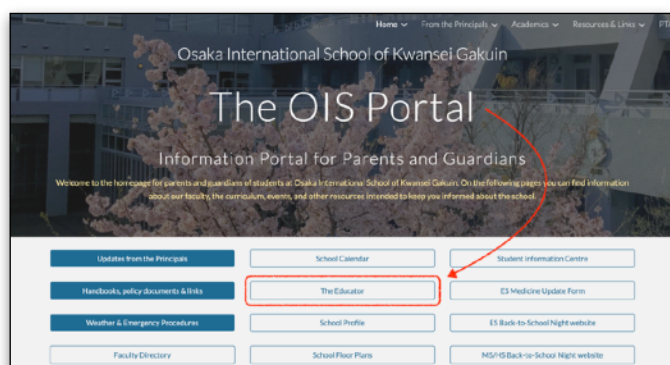 Home From the Principals Academics Resources & Links
Osaka International School of Kwansei Gakuin
The OIS Portal
Information Portal for Parents and Guardians
Welcome to the homepage for parents and guardians of students at Osaka International School of Kwansei Gakuin. On the following pages you can find information
about our faculty, the curriculum, events, and other resources intended to keep you informed about the school.
Updates from the Principals School Calendar Student Information Centre
Handbooks, policy documents & links The Educator ES Medicine Update Form
Weather & Emergency Procedures School Profile ES Back-to-School Night website
Faculty Directory School Floor Plans MS/HS Back-to-School Night website